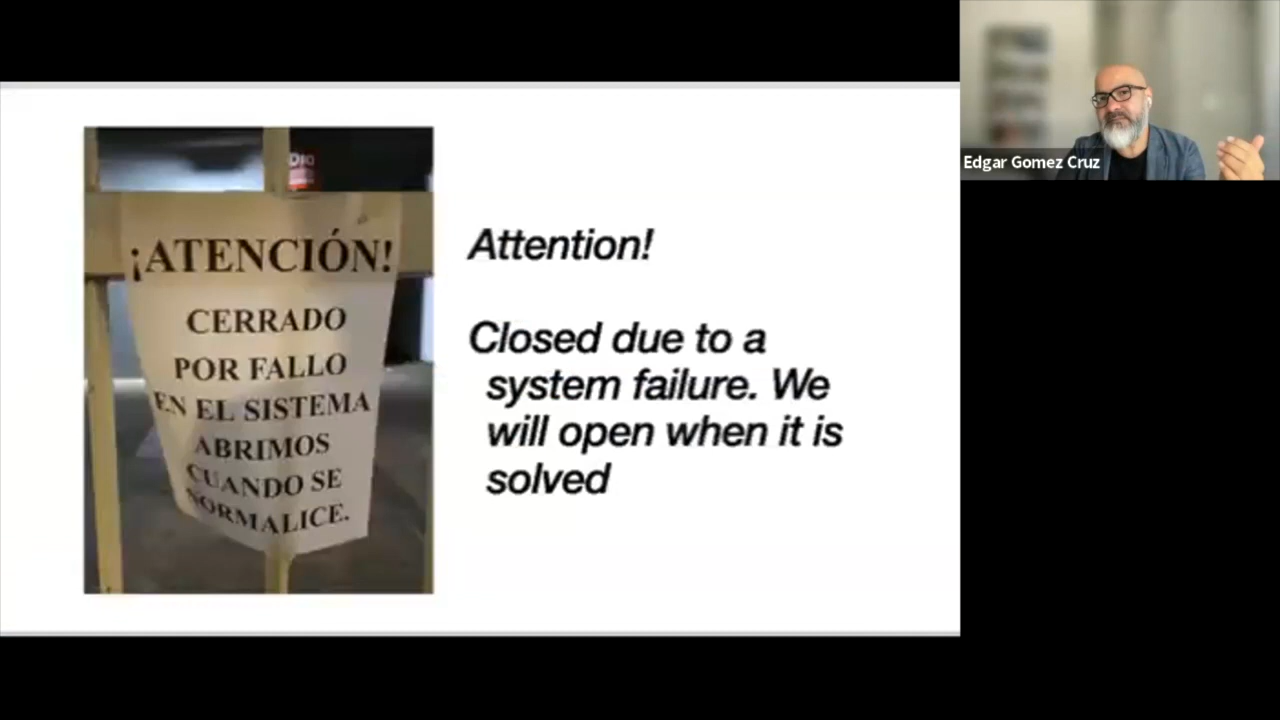 ¡ATENCIÓN!
CERRADO
POR FALLO
EN EL SISTEMA
ABRIMOS
CUANDO SE
NORMALICE.
Attention!
Closed due to a
system failure. We
will open when it is
solved
Edgar Gomez Cruz